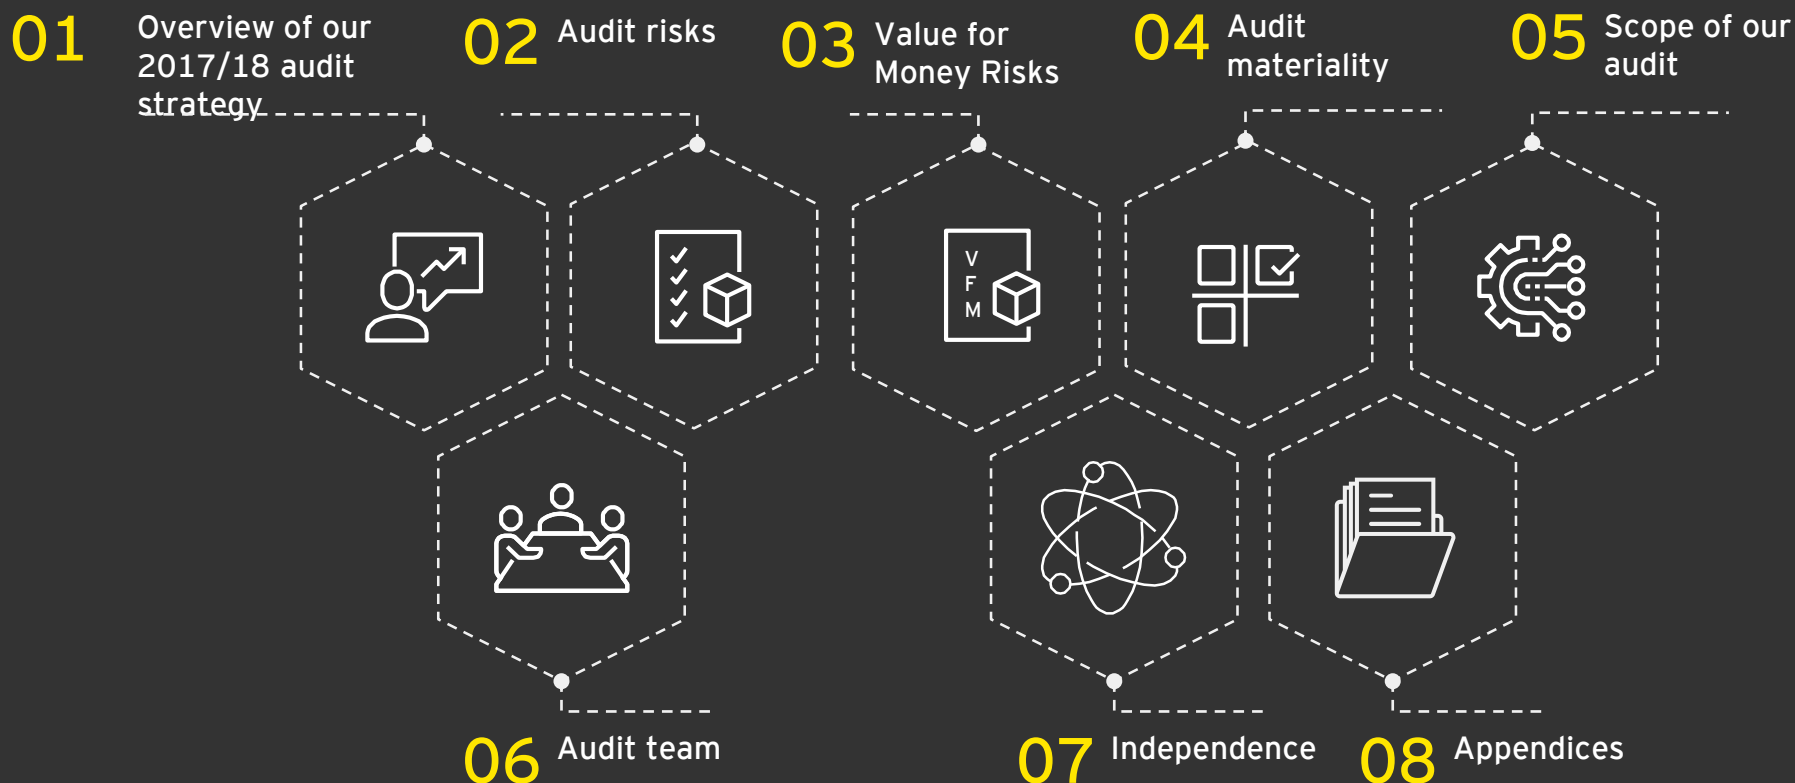 01
Overview of our
2017/18 audit
strategy
02
Audit risks
03
Value for
Money Risks
04
Audit
materiality
05
Scope of our
audit
V
F
M
06
Audit team
07
Independence
08
Appendices